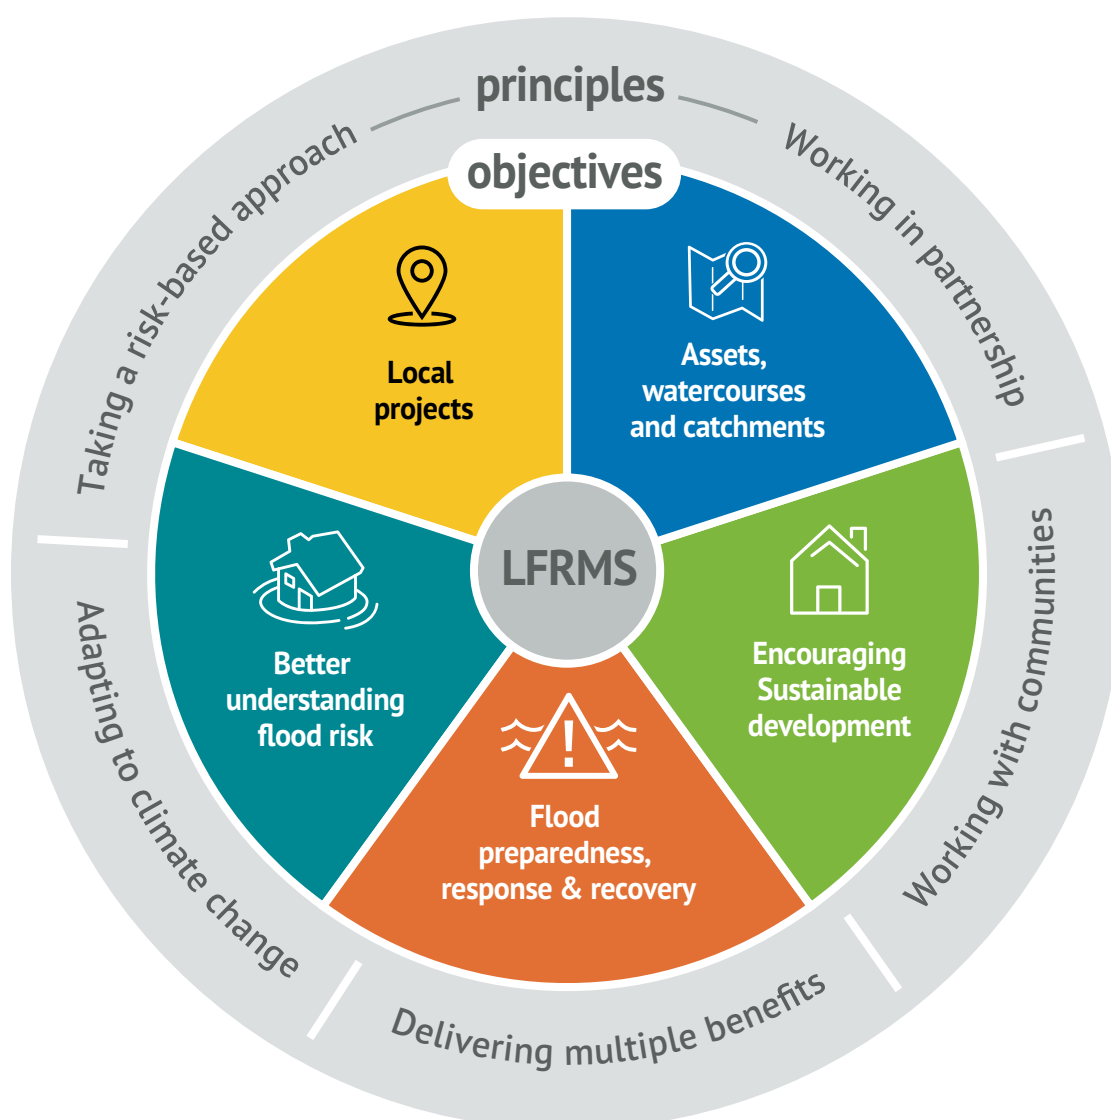 principles
objectives
Taking a risk-based approach
Working in partnership
Working with communities
Delivering multiple benefits
Adapting to climate change
Local
projects
Assets,
watercourses
and catchments
LFRMS
Better
understanding
flood risk
Encouraging
Sustainable
development
Flood
preparedness,
response & recovery